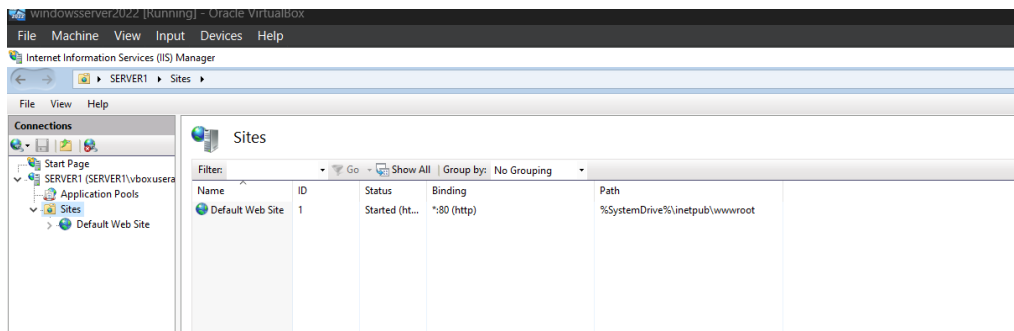 windowsserver2022 [Running] - Oracle VirtualBox
File Machine View Input Devices Help
Internet Information Services (IIS) Manager
SERVER1 Sites
File View Help
Connections
Start Page
SERVER1 (SERVER1\vboxusera
Application Pools
Sites
Default Web Site
Sites
Filter: Go Show All Group by: No Grouping
Name ID Status Binding Path
Default Web Site 1 Started (ht... *:80 (http) %SystemDrive%\inetpub\wwwroot